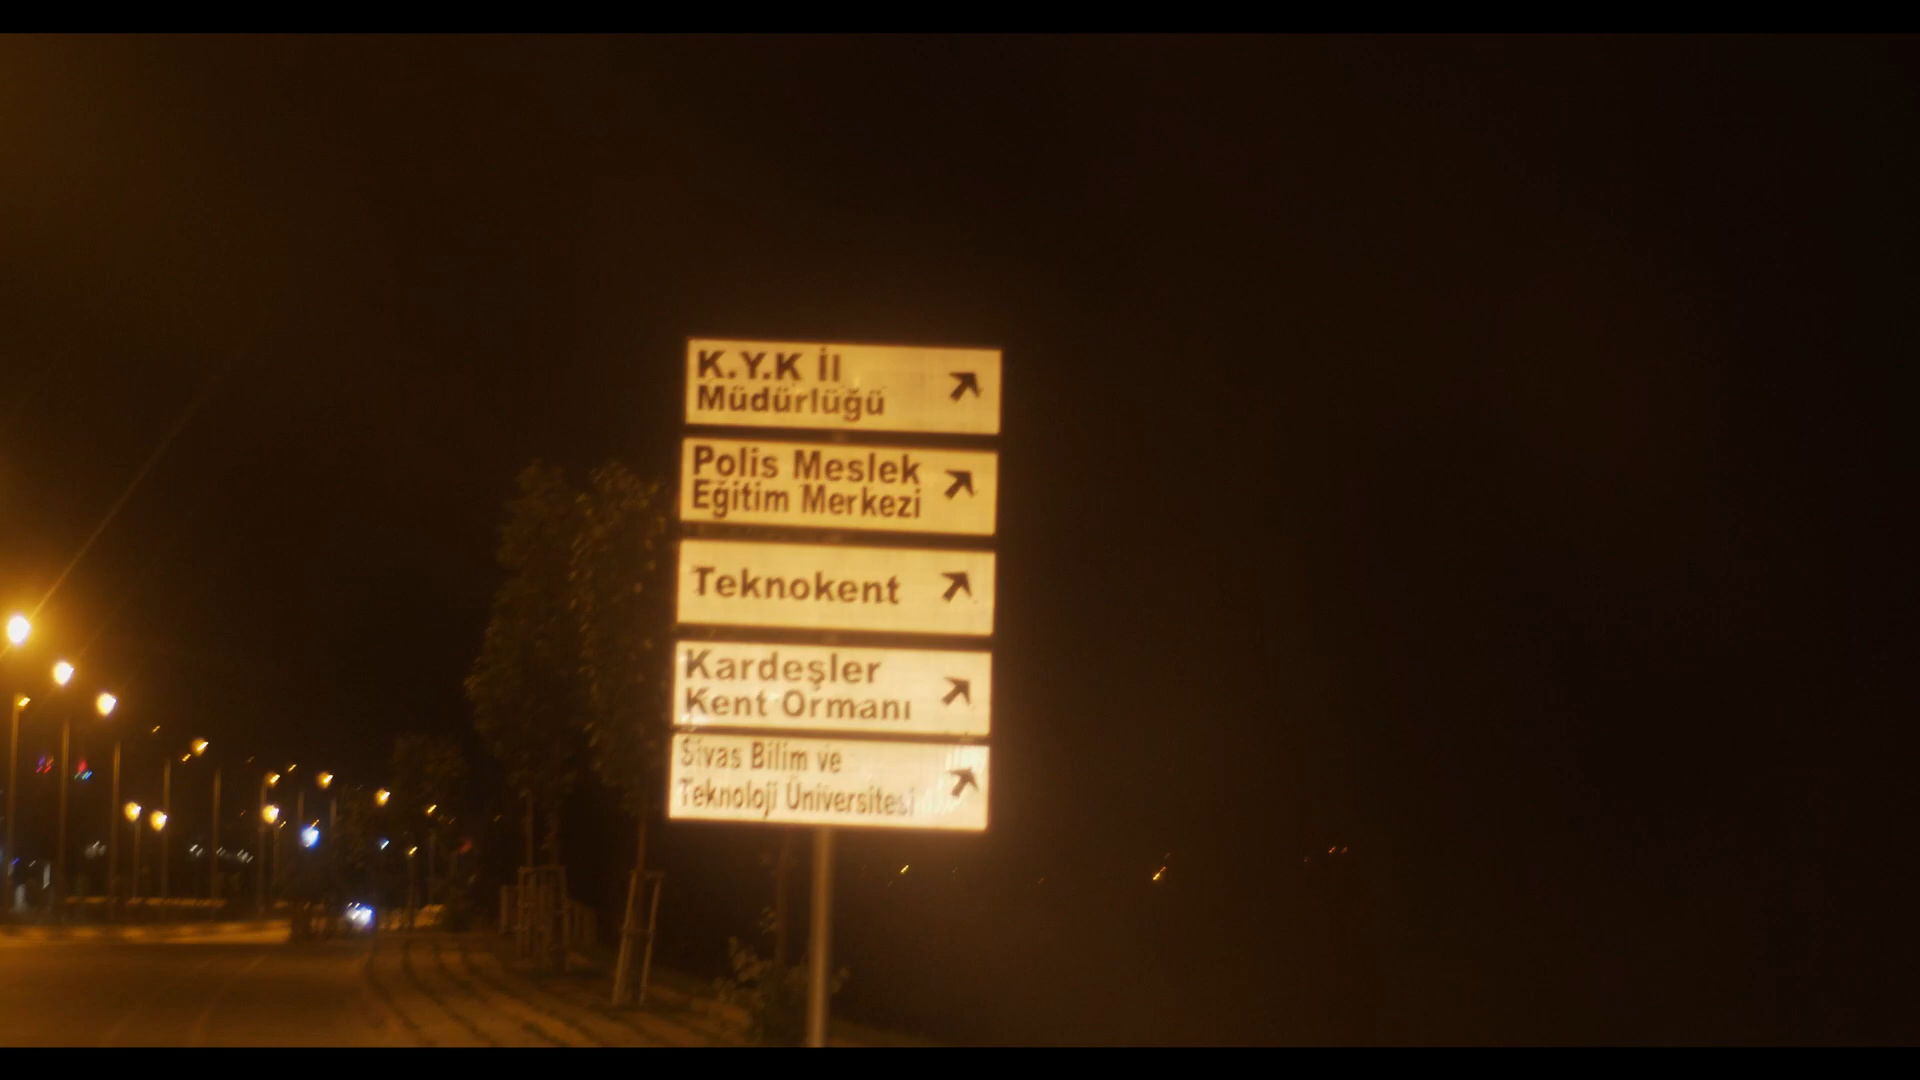 K.Y.K İl
Müdürlüğü
Polis Meslek
Eğitim Merkezi
Teknokent
Kardeşler
Kent Ormanı
Sivas Bilim ve
Teknoloji Üniversitesi